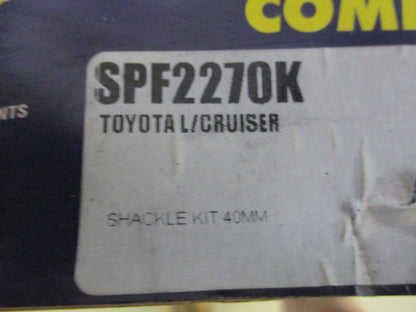 COM
NTS
SPF2270K
TOYOTA L/CRUISER
SHACKLE KIT 40MM